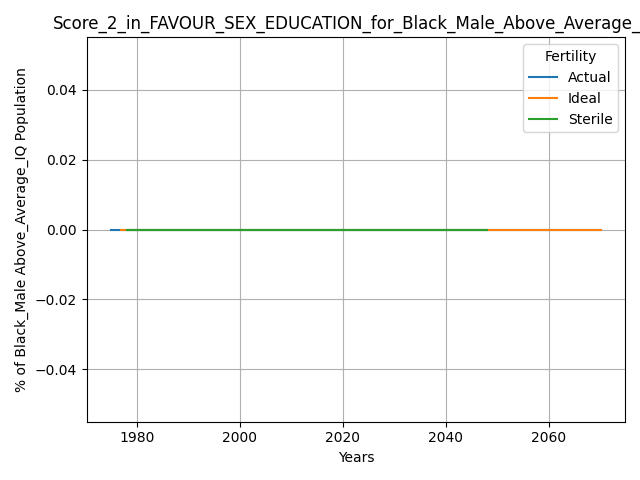 Score_2_in_FAVOUR_SEX_EDUCATION_for_Black_Male_Above_Average_
Fertility
Actual
Ideal
Sterile
% of Black_Male Above_Average_IQ Population
0.04
0.02
0.00
−0.02
−0.04
1980 2000 2020 2040 2060
Years